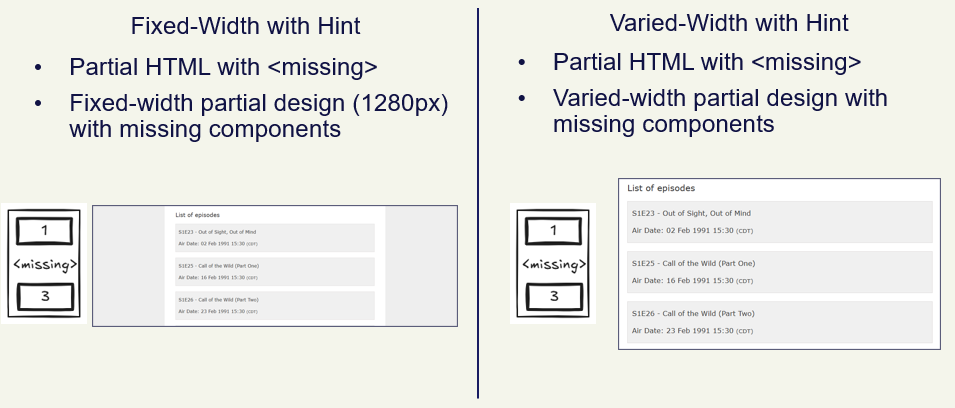 Fixed-Width with Hint
• Partial HTML with <missing>
• Fixed-width partial design (1280px)
with missing components
1
<missing>
3
List of episodes
S1E23 - Out of Sight, Out of Mind
Air Date: 02 Feb 1991 15:30 (CDT)
S1E25 - Call of the Wild (Part One)
Air Date: 16 Feb 1991 15:30 (CDT)
S1E26 - Call of the Wild (Part Two)
Air Date: 23 Feb 1991 15:30 (CDT)
Varied-Width with Hint
• Partial HTML with <missing>
• Varied-width partial design with
missing components
1
<missing>
3
List of episodes
S1E23 - Out of Sight, Out of Mind
Air Date: 02 Feb 1991 15:30 (CDT)
S1E25 - Call of the Wild (Part One)
Air Date: 16 Feb 1991 15:30 (CDT)
S1E26 - Call of the Wild (Part Two)
Air Date: 23 Feb 1991 15:30 (CDT)